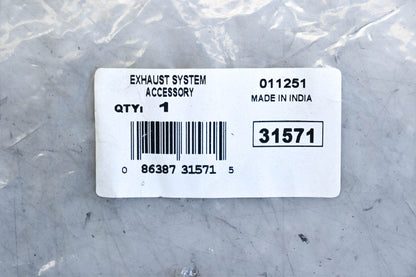 EXHAUST SYSTEM
ACCESSORY
QTY: 1
0 86387 31571 5
011251
MADE IN INDIA
31571